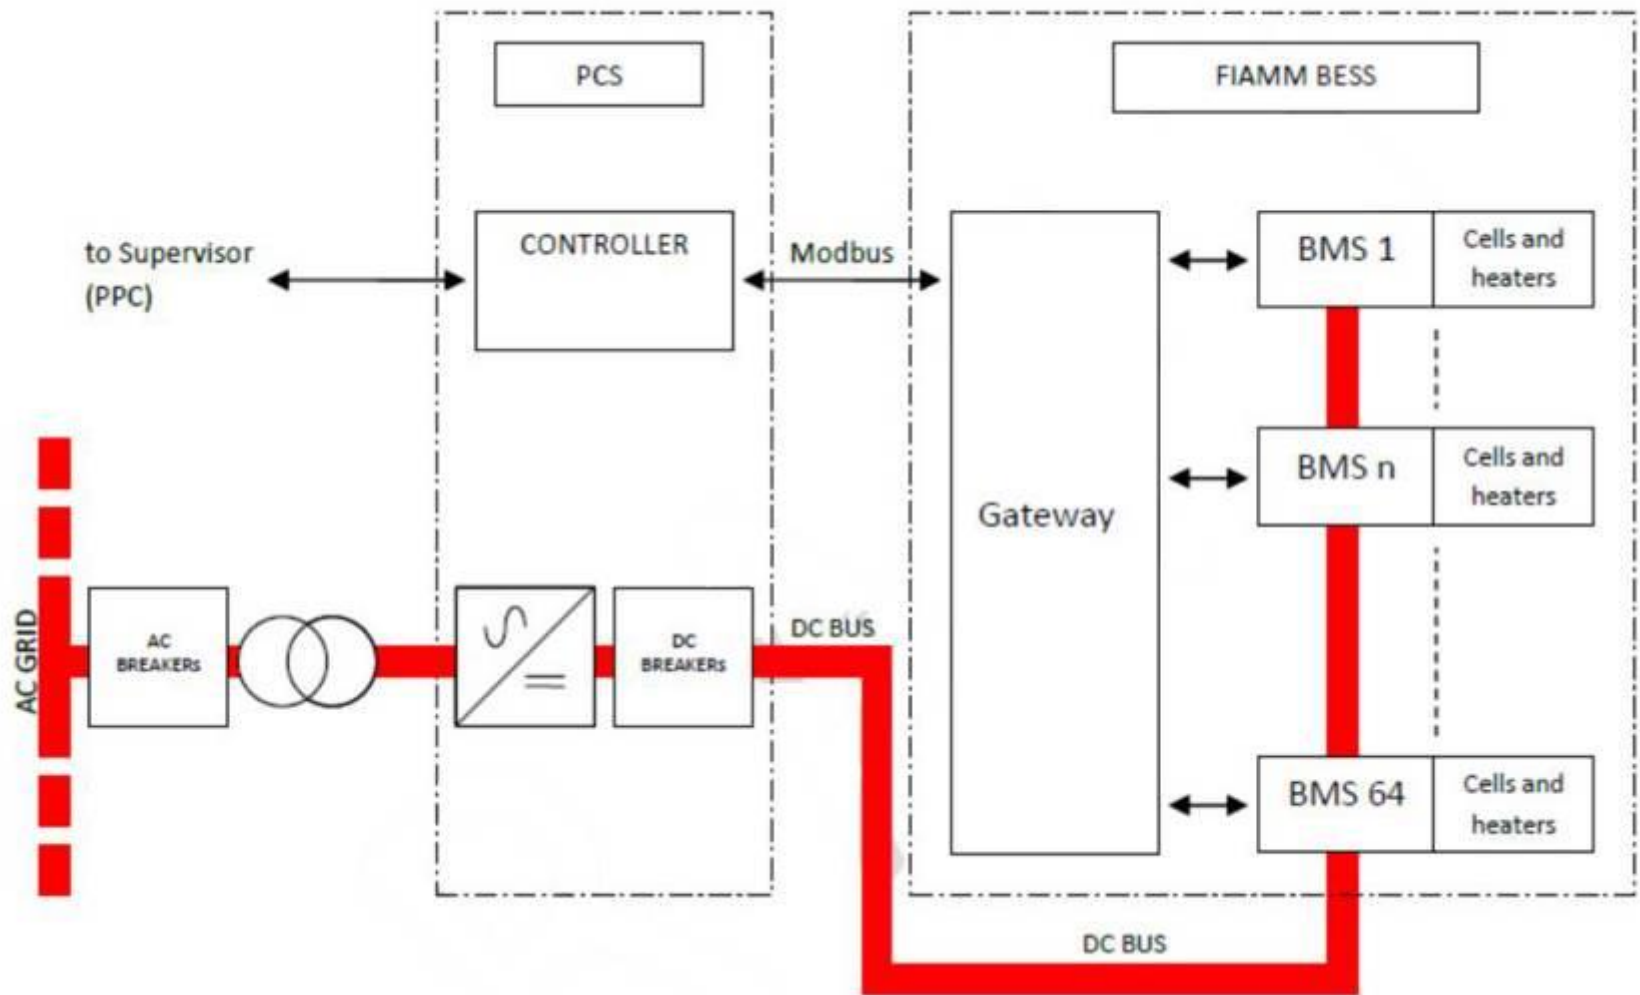 PCS
FIAMM BESS
to Supervisor
(PPC)
CONTROLLER
Modbus
Gateway
BMS 1
Cells and
heaters
BMS n
Cells and
heaters
BMS 64
Cells and
heaters
AC GRID
AC
BREAKERs
DC
BREAKERs
DC BUS
DC BUS